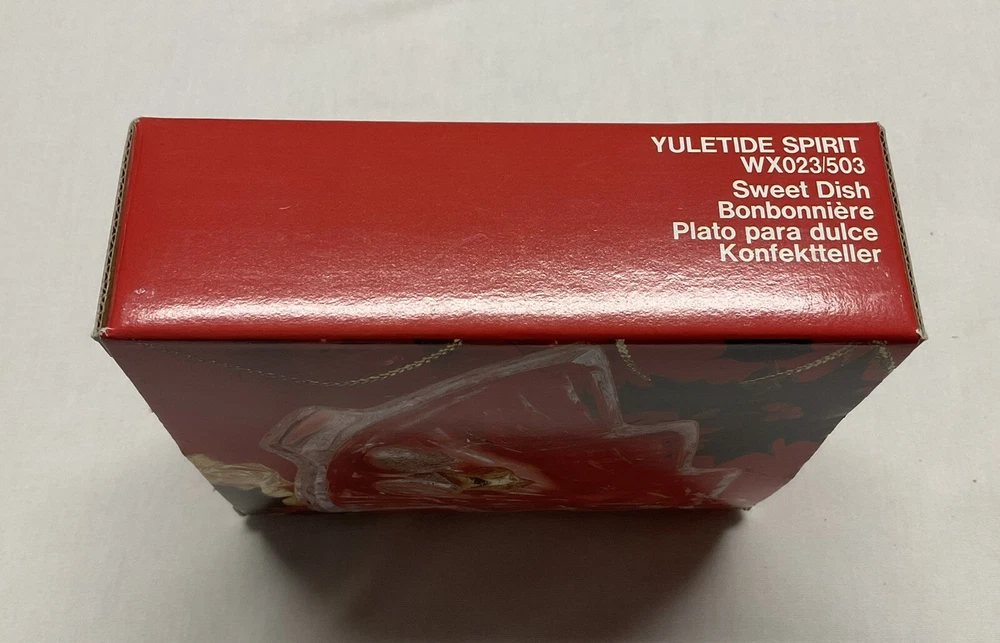 YULETIDE SPIRIT
WX023/503
Sweet Dish
Bonbonnière
Plato para dulce
Konfektteller